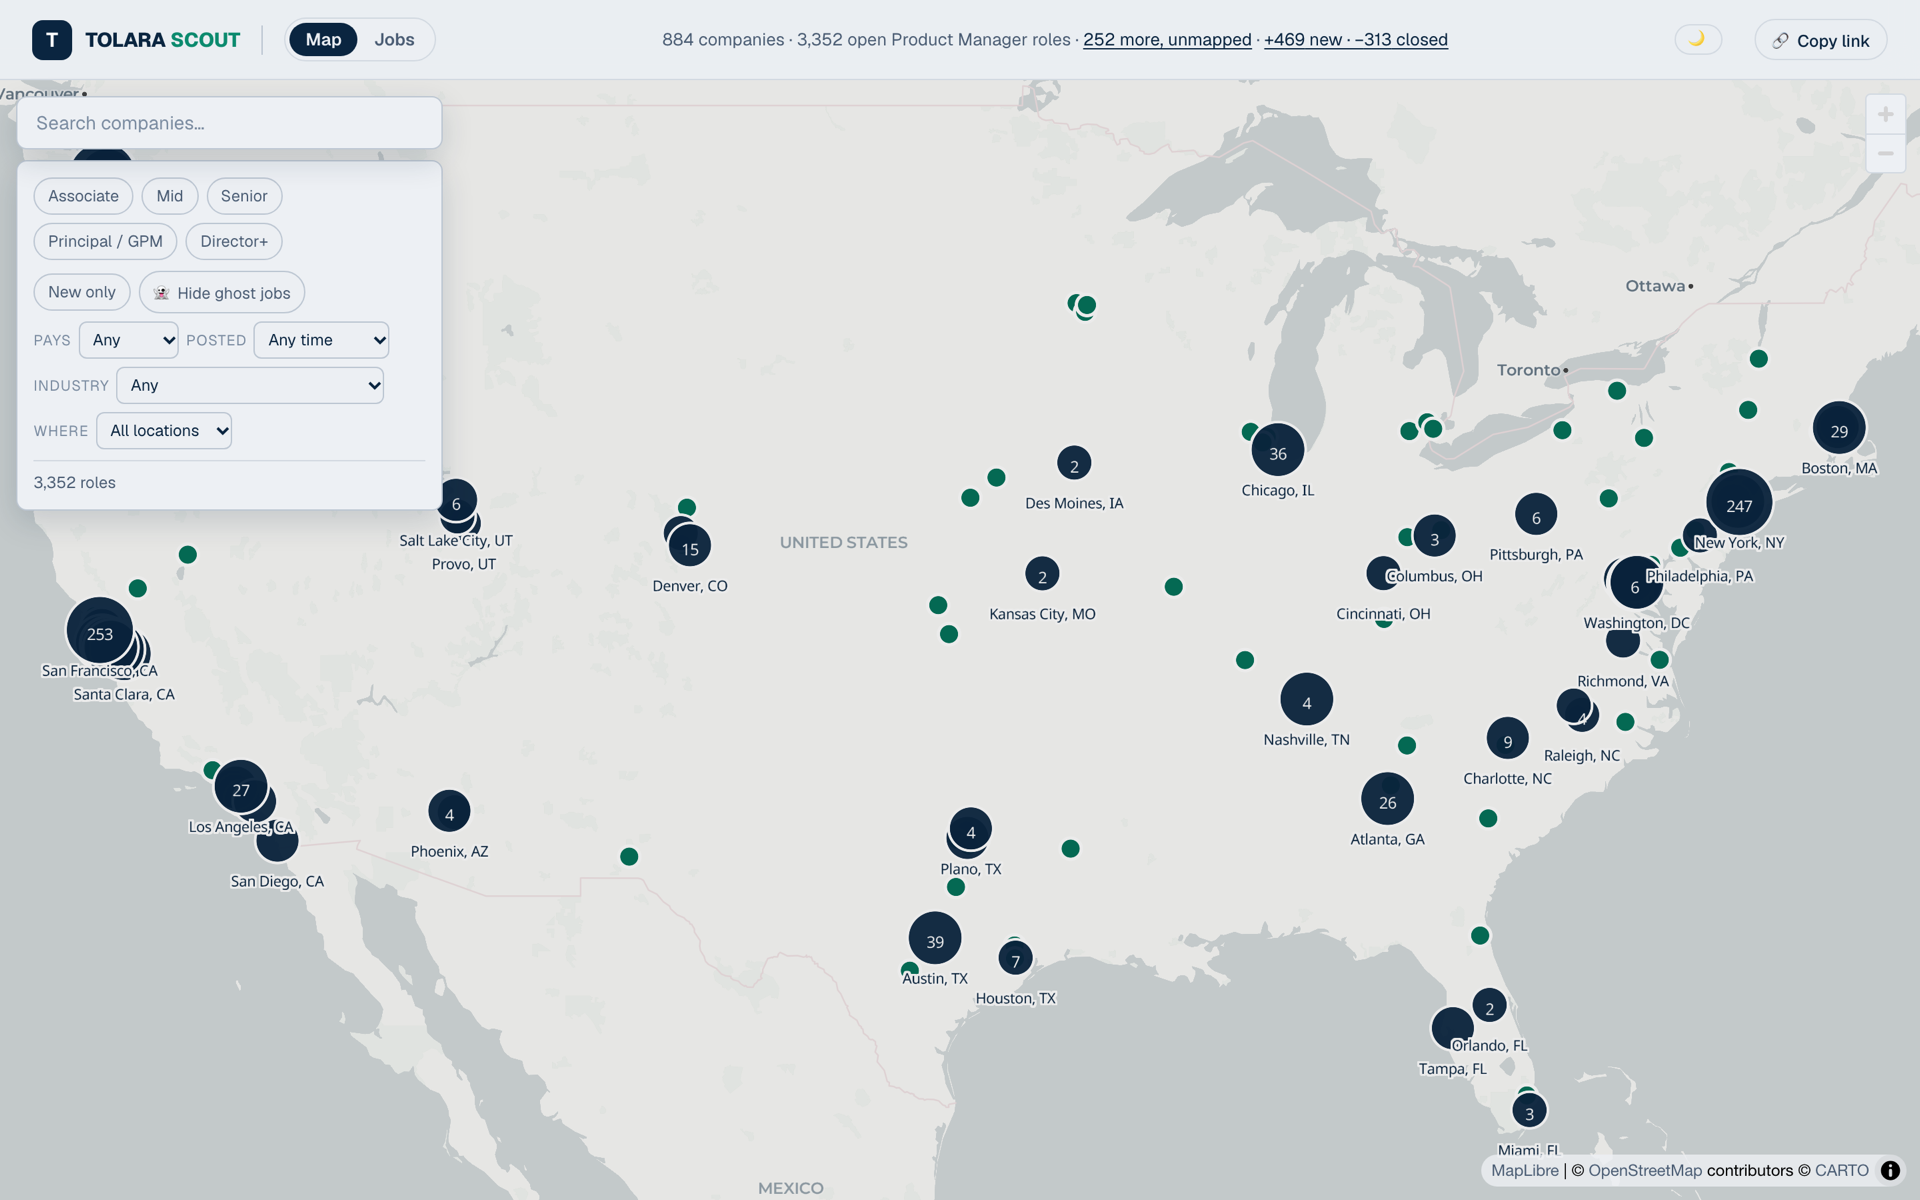 T TOLARA SCOUT Map Jobs 884 companies · 3,352 open Product Manager roles · 252 more, unmapped · +469 new · −313 closed 🌙 🔗 Copy link
Vancouver
Search companies...
+
−
Associate Mid Senior
Principal / GPM Director+
New only 👻 Hide ghost jobs
PAYS Any POSTED Any time
INDUSTRY Any
WHERE All locations
3,352 roles
Ottawa
Toronto
29
Boston, MA
36
Chicago, IL
2
Des Moines, IA
6
Salt Lake City, UT
Provo, UT
15
Denver, CO
UNITED STATES
2
Kansas City, MO
3
Columbus, OH
Cincinnati, OH
6
Pittsburgh, PA
247
New York, NY
Philadelphia, PA
6
Washington, DC
Richmond, VA
253
San Francisco, CA
Santa Clara, CA
4
Nashville, TN
9
Charlotte, NC
4
Raleigh, NC
27
Los Angeles, CA
San Diego, CA
4
Phoenix, AZ
4
Plano, TX
26
Atlanta, GA
39
Austin, TX
7
Houston, TX
2
Orlando, FL
Tampa, FL
3
Miami, FL
MEXICO
MapLibre | © OpenStreetMap contributors © CARTO